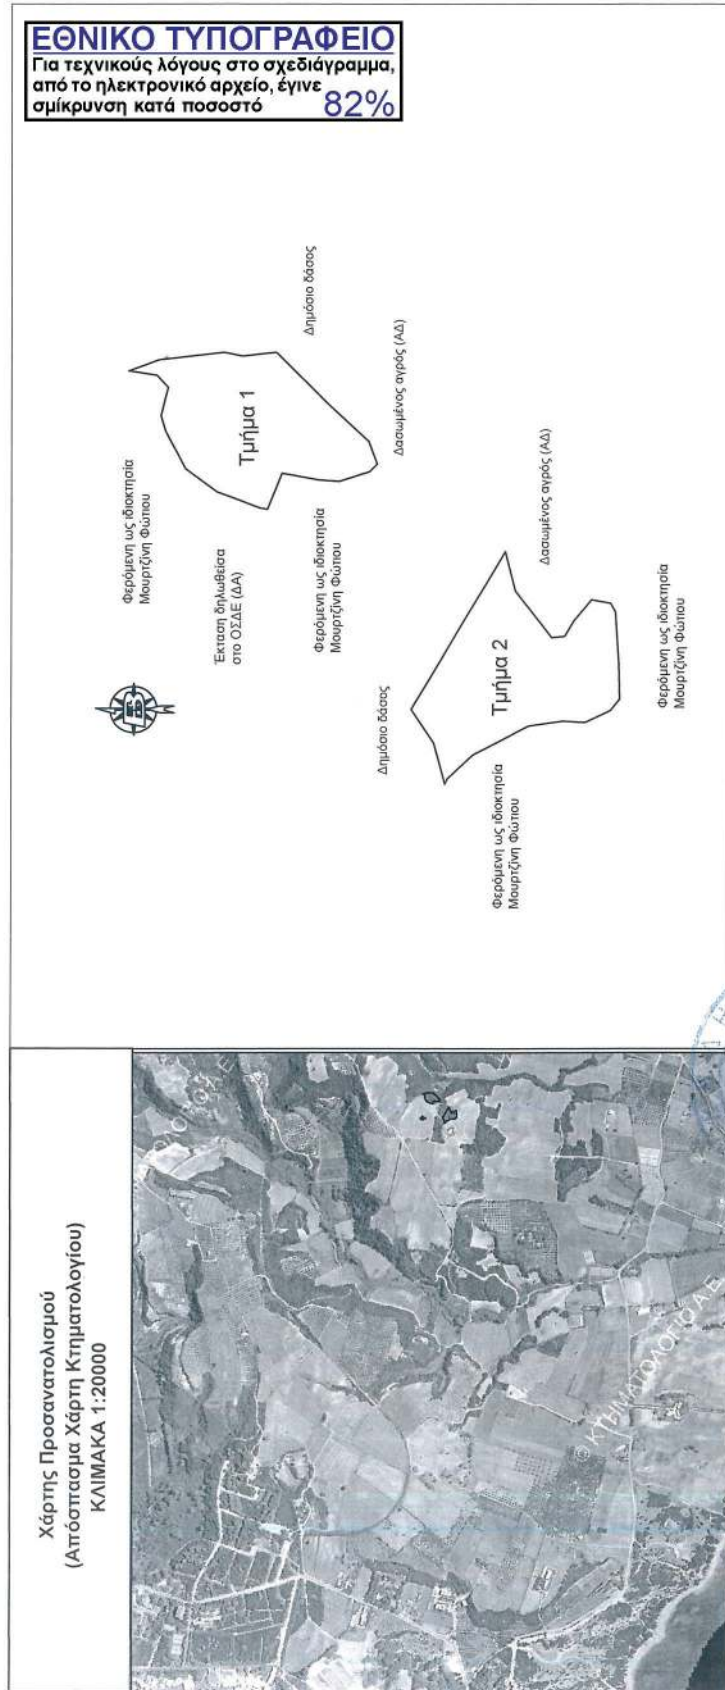 ΕΘΝΙΚΟ ΤΥΠΟΓΡΑΦΕΙΟ
Για τεχνικούς λόγους στο σχεδιάγραμμα,
από το ηλεκτρονικό αρχείο, έγινε
σμίκρυνση κατά ποσοστό 82%
Φερόμενη ως ιδιοκτησία
Μουρτζίνη Φώτιου
Δημόσιο δάσος
Τμήμα 1
Δασωμένος αγρός (ΑΔ)
Έκταση δηλωθείσα
στο ΟΣΔΕ (ΔΑ)
Φερόμενη ως ιδιοκτησία
Μουρτζίνη Φώτιου
Β
Δημόσιο δάσος
Τμήμα 2
Δασωμένος αγρός (ΑΔ)
Φερόμενη ως ιδιοκτησία
Μουρτζίνη Φώτιου
Φερόμενη ως ιδιοκτησία
Μουρτζίνη Φώτιου
Χάρτης Προσανατολισμού
(Απόσπασμα Χάρτη Κτηματολογίου)
ΚΛΙΜΑΚΑ 1:20000
© ΚΤΗΜΑΤΟΛΟΓΙΟ Α.Ε.